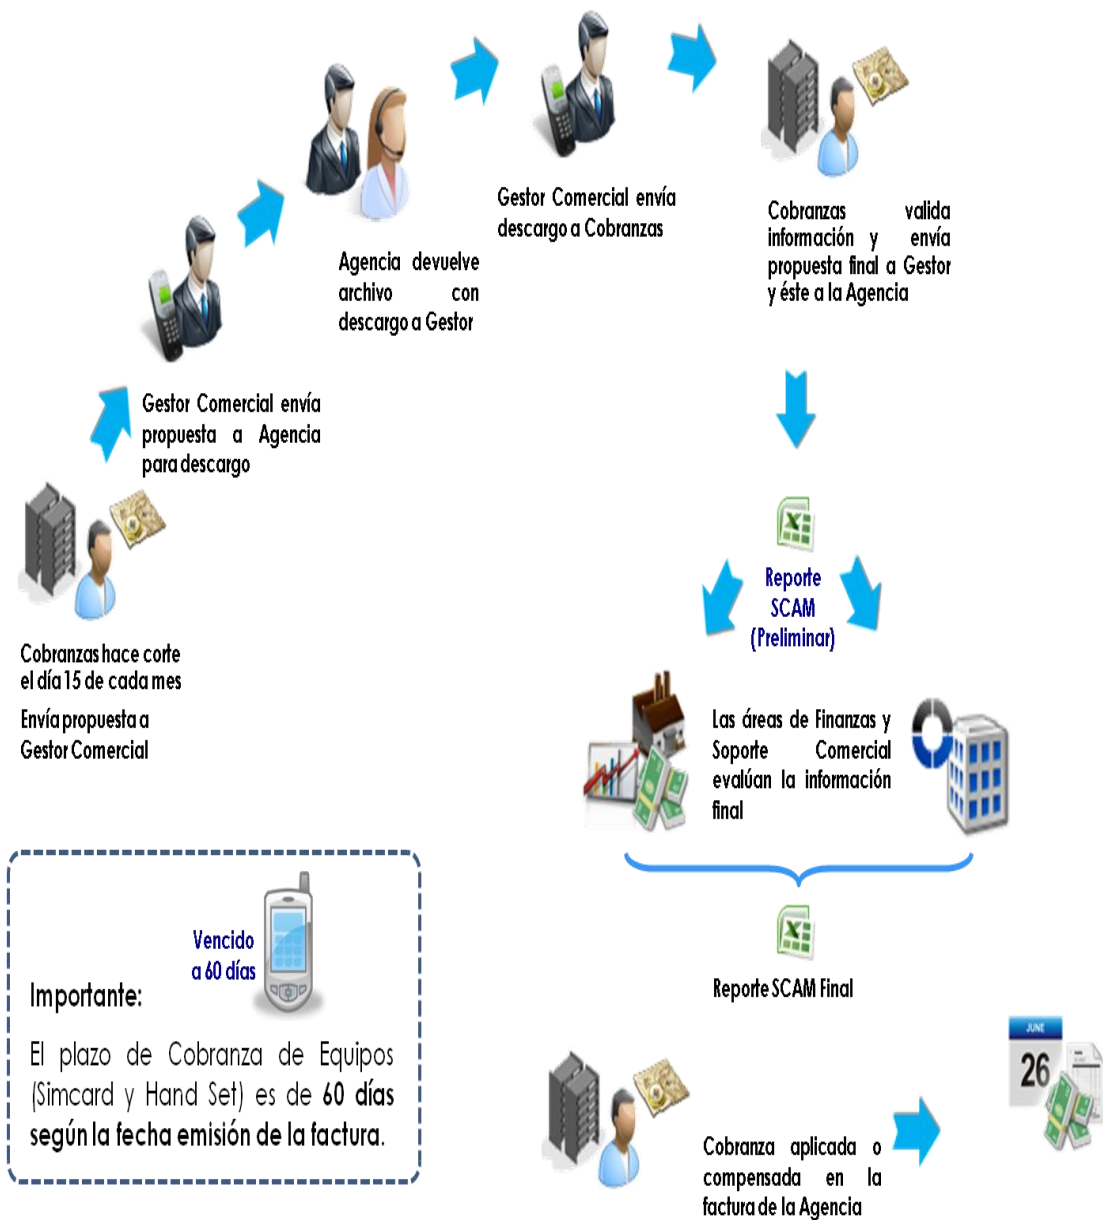 Cobranzas hace corte
el día 15 de cada mes
Envía propuesta a
Gestor Comercial
Gestor Comercial envía
propuesta a Agencia
para descargo
Agencia devuelve
archivo con
descargo a Gestor
Gestor Comercial envía
descargo a Cobranzas
Cobranzas valida
información y envía
propuesta final a Gestor
y éste a la Agencia
Reporte
SCAM
(Preliminar)
Las áreas de Finanzas y
Soporte Comercial
evalúan la información
final
Reporte SCAM Final
Cobranza aplicada o
compensada en la
factura de la Agencia
JUNE
26
Vencido
a 60 días
Importante:
El plazo de Cobranza de Equipos
(Simcard y Hand Set) es de 60 días
según la fecha emisión de la factura.